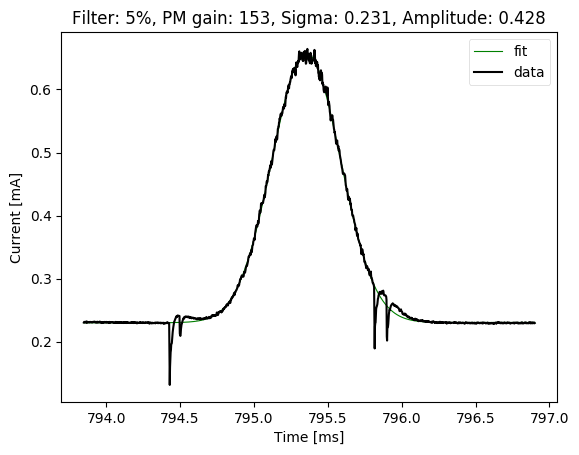 Filter: 5%, PM gain: 153, Sigma: 0.231, Amplitude: 0.428
fit
data
0.6
0.5
0.4
0.3
0.2
Current [mA]
794.0 794.5 795.0 795.5 796.0 796.5 797.0
Time [ms]